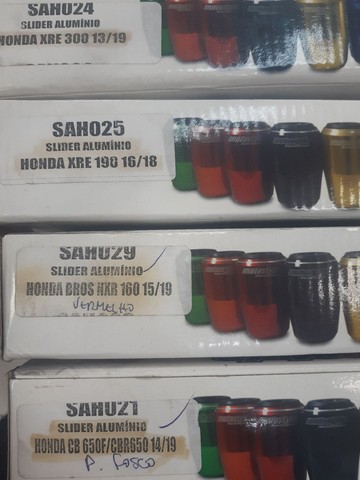 SAH024
SLIDER ALUMÍNIO
HONDA XRE 300 13/19
SAH025
SLIDER ALUMÍNIO
HONDA XRE 190 16/18
SAH029
SLIDER ALUMÍNIO
HONDA BROS NXR 160 15/19
VERMELHO
SAH021
SLIDER ALUMÍNIO
HONDA CB 650F/CBR650 14/19
P. FOSCO